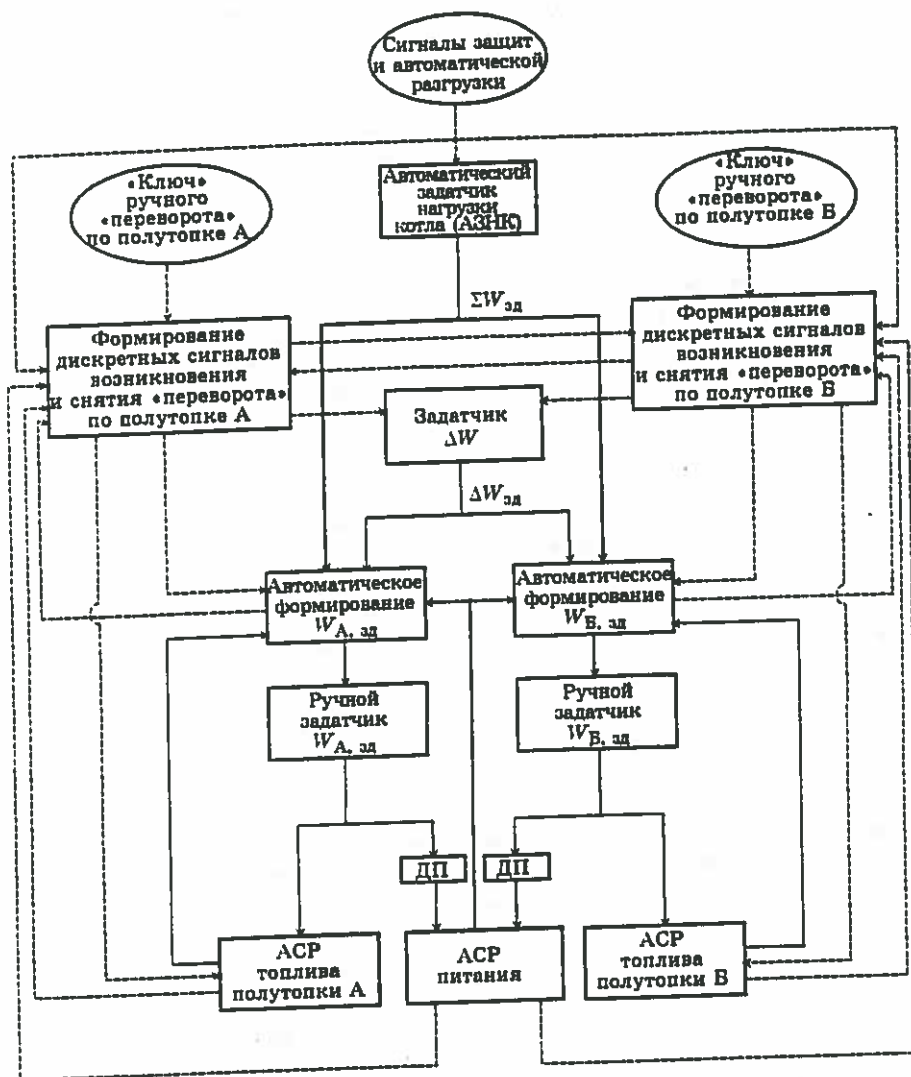 Сигналы защит
и автоматической
разгрузки
«Ключ»
ручного
«переворота»
по полутопке А
Автоматический
задатчик
нагрузки
котла (АЗНК)
«Ключ»
ручного
«переворота»
по полутопке Б
ΣWзд
Формирование
дискретных сигналов
возникновения
и снятия «переворота»
по полутопке А
Формирование
дискретных сигналов
возникновения
и снятия «переворота»
по полутопке Б
Задатчик
ΔW
ΔWзд
Автоматическое
формирование
WА, зд
Автоматическое
формирование
WБ, зд
Ручной
задатчик
WА, зд
Ручной
задатчик
WБ, зд
ДП
ДП
АСР
топлива
полутопки А
АСР
питания
АСР
топлива
полутопки Б